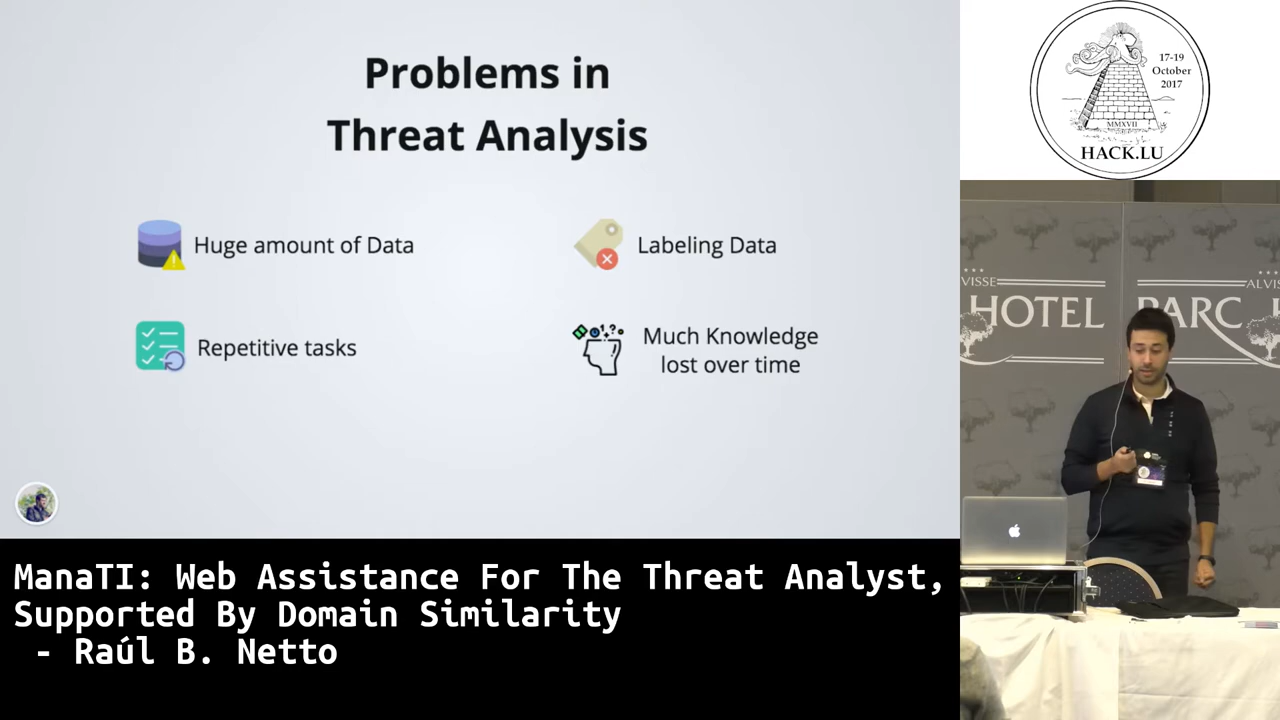 Problems in
Threat Analysis
Huge amount of Data
Labeling Data
Repetitive tasks
Much Knowledge
lost over time
ManaTI: Web Assistance For The Threat Analyst,
Supported By Domain Similarity
- Raúl B. Netto
17-19
October
2017
MMXVII
HACK.LU
HOTEL
PARC